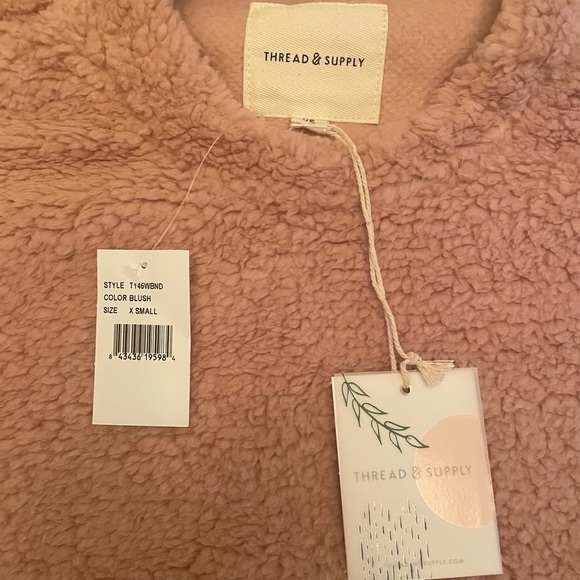 THREAD & SUPPLY
STYLE T146WBND
COLOR BLUSH
SIZE X SMALL
8 43436 19598 4
THREAD & SUPPLY